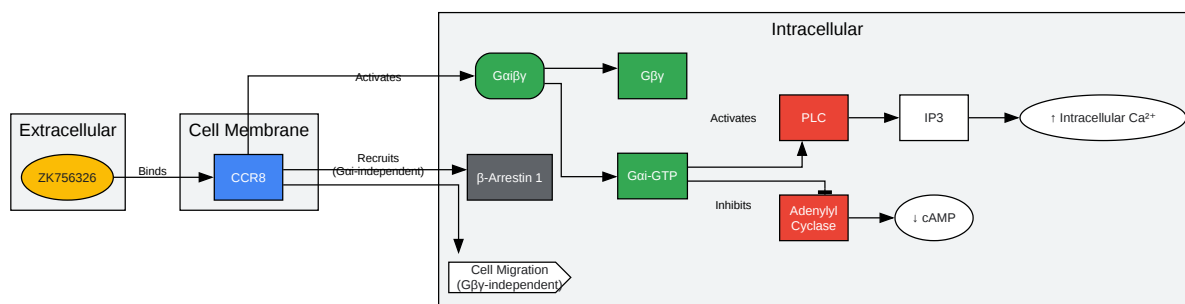 Intracellular
Gαiβγ
Gβγ
Activates
Extracellular
Cell Membrane
Activates
PLC
IP3
↑ Intracellular Ca²⁺
ZK756326
Binds
CCR8
Recruits
(Gαi-independent)
β-Arrestin 1
Gαi-GTP
Inhibits
Adenylyl
Cyclase
↓ cAMP
Cell Migration
(Gβγ-independent)